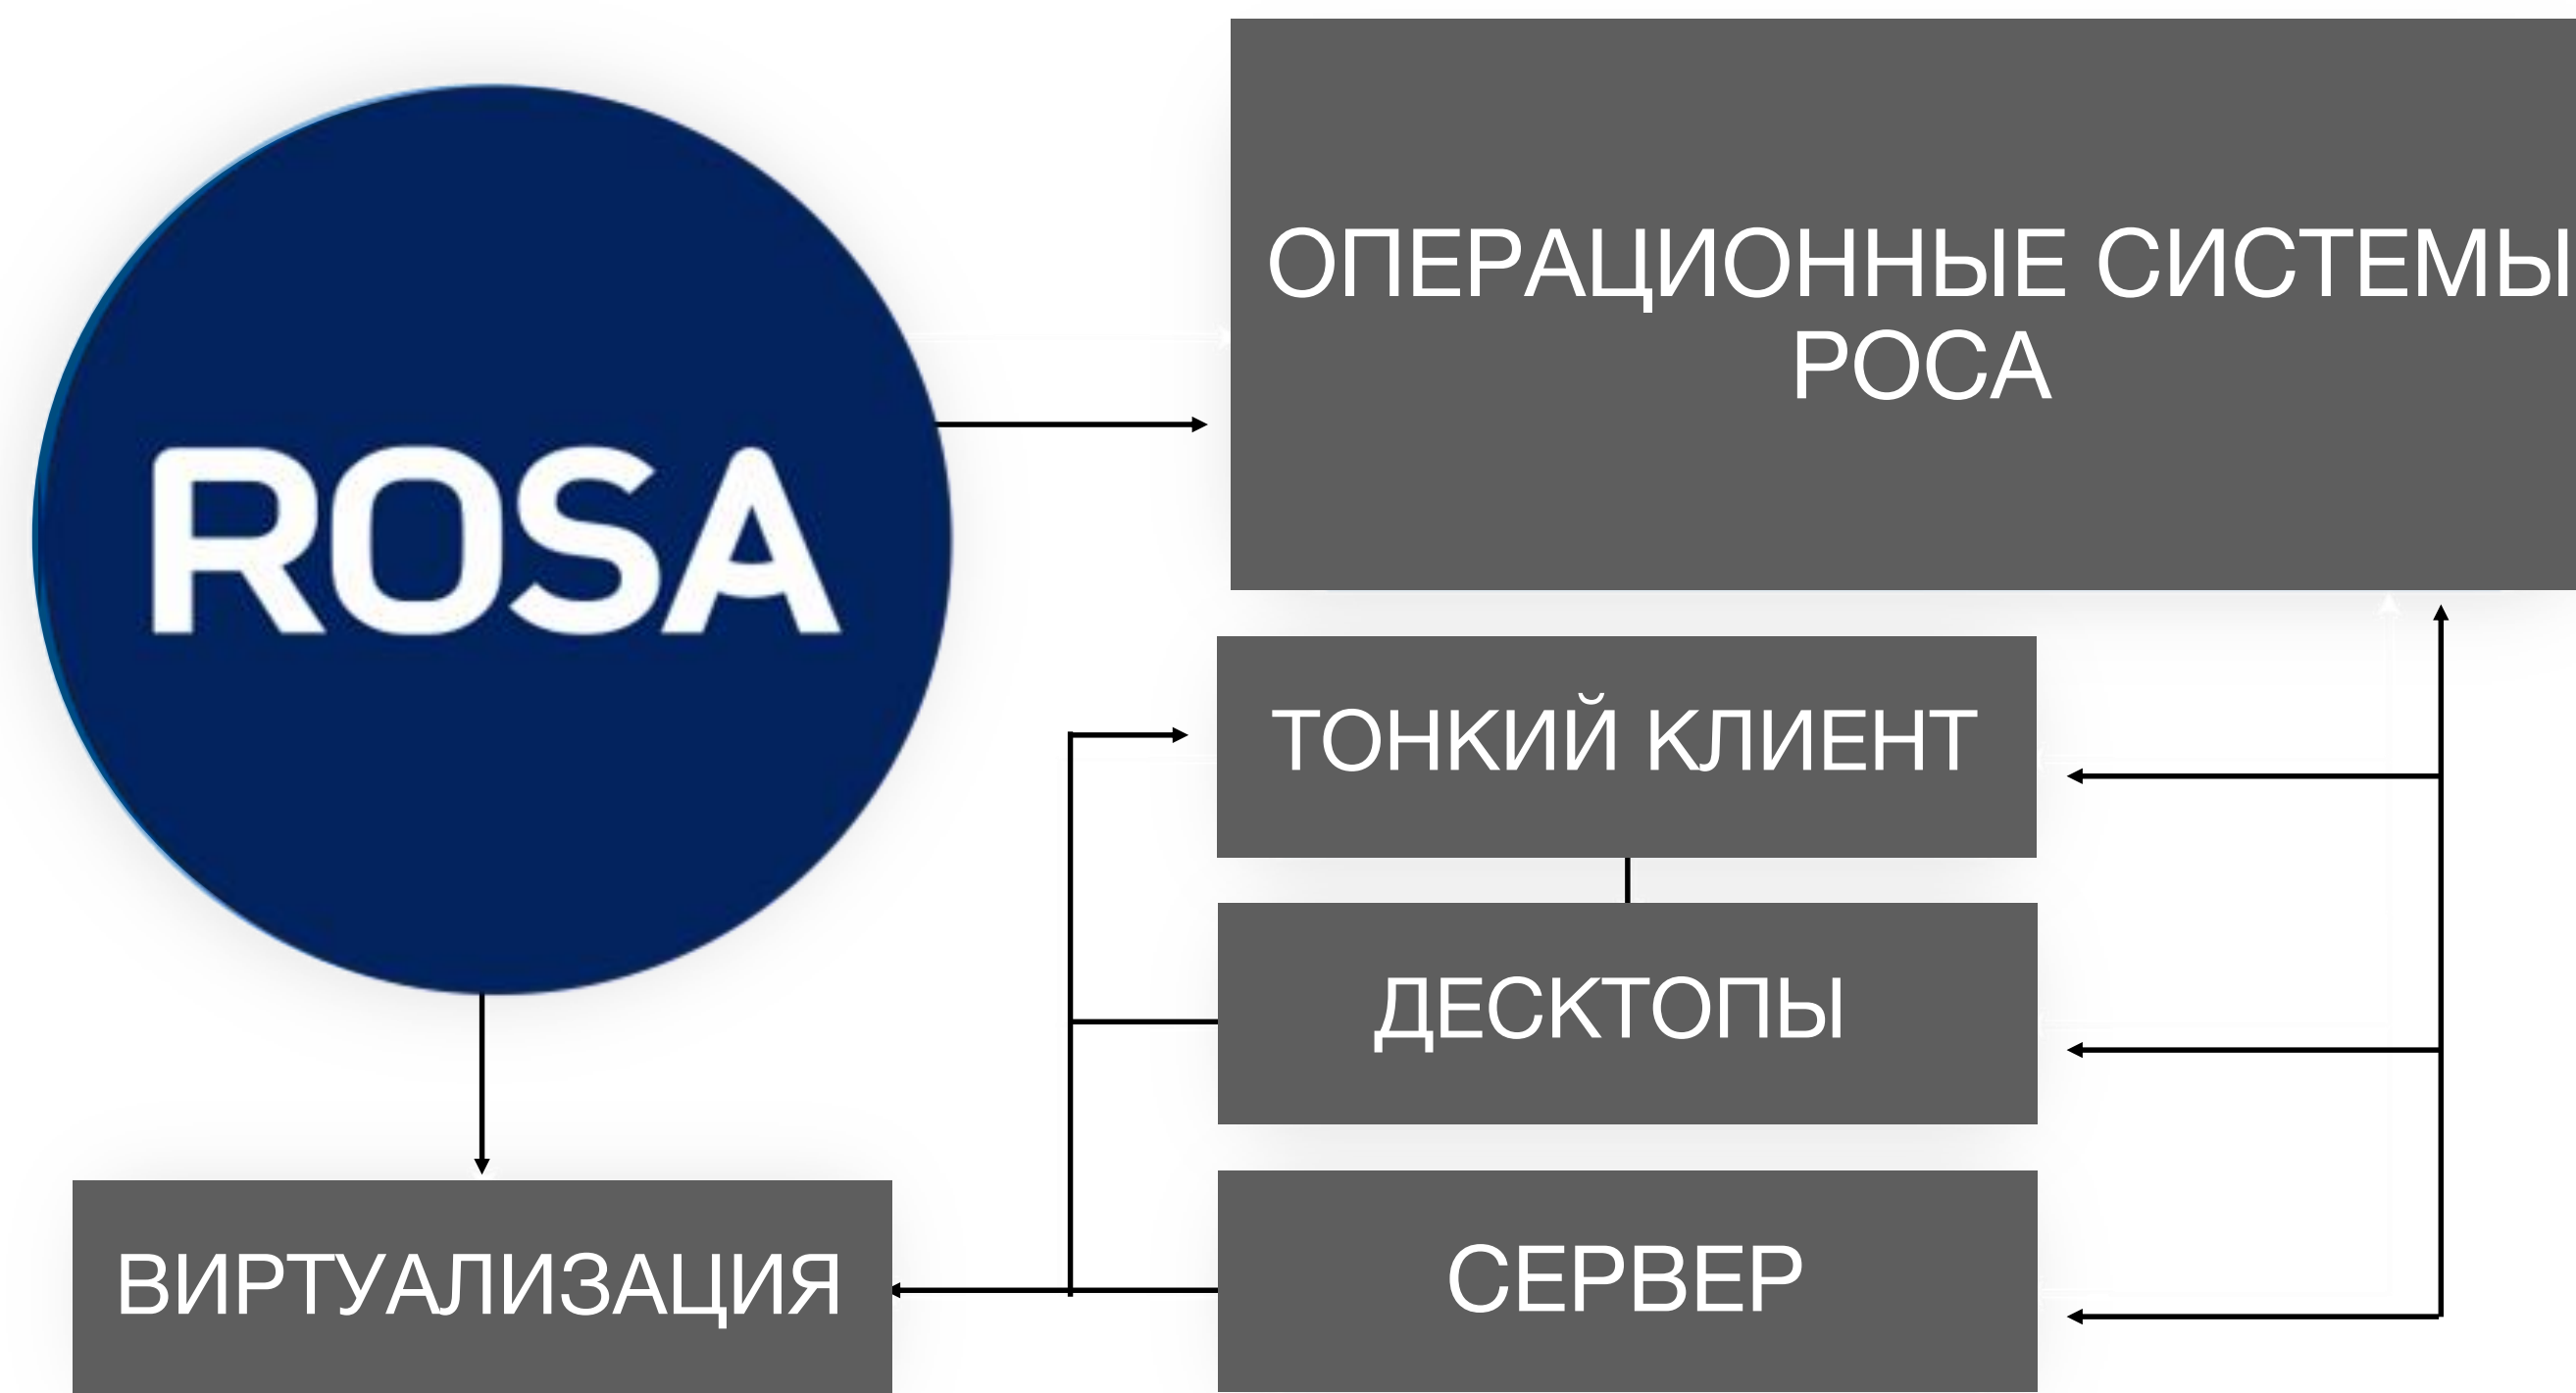 ROSA
ОПЕРАЦИОННЫЕ СИСТЕМЫ
РОСА
ТОНКИЙ КЛИЕНТ
ДЕСКТОПЫ
ВИРТУАЛИЗАЦИЯ
СЕРВЕР